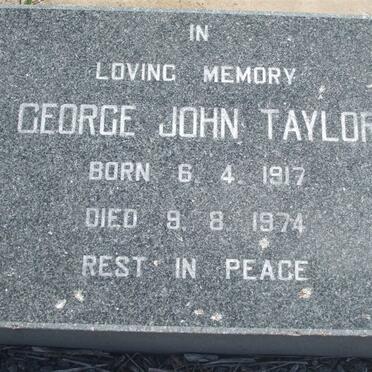 IN
LOVING MEMORY
GEORGE JOHN TAYLOR
BORN 6. 4. 1917
DIED 9. 8. 1974
REST IN PEACE